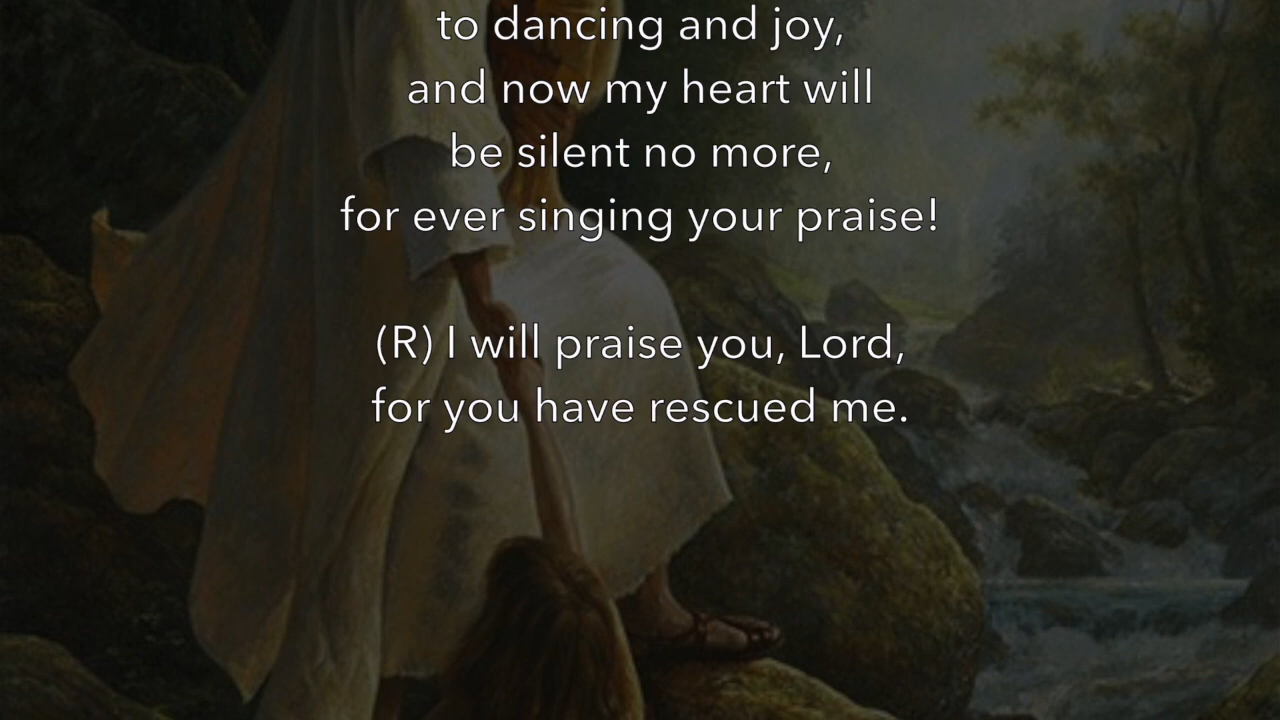 to dancing and joy,
and now my heart will
be silent no more,
for ever singing your praise!
(R) I will praise you, Lord,
for you have rescued me.